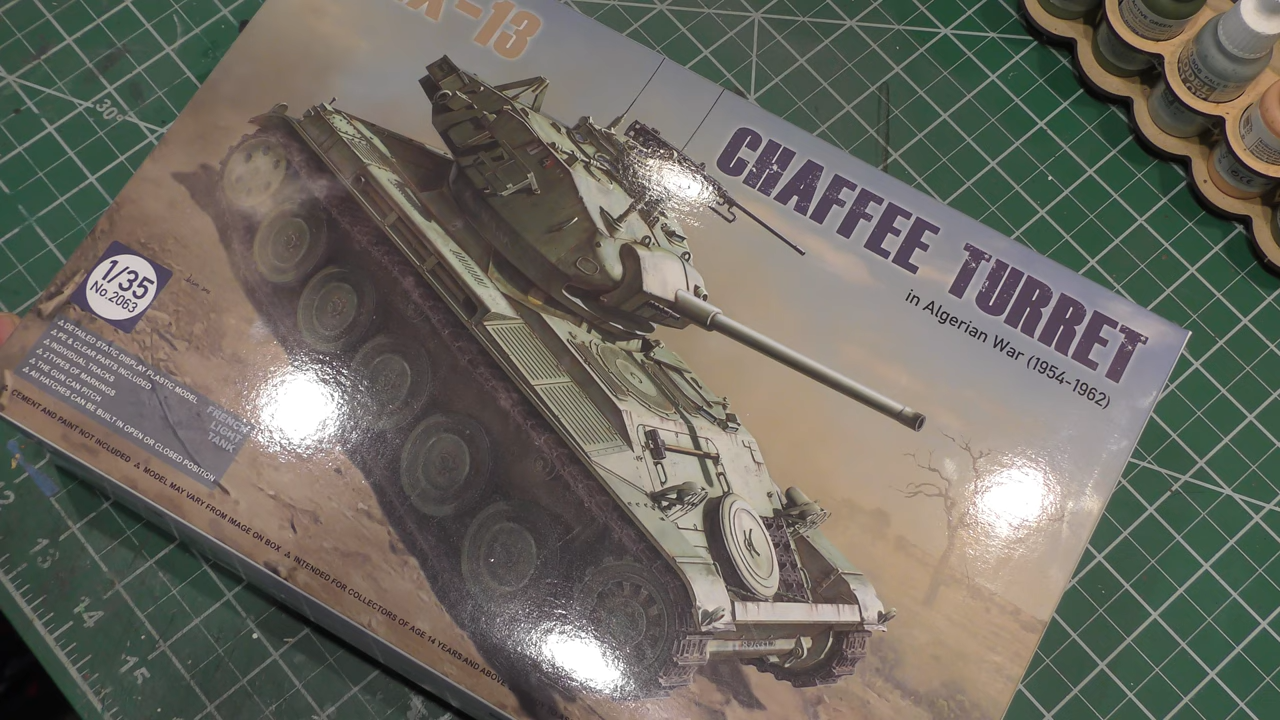 X-13
CHAFFEE TURRET
in Algerian War (1954-1962)
1/35
No.2063
DETAILED STATIC DISPLAY PLASTIC MODEL
PE & CLEAR PARTS INCLUDED
INDIVIDUAL TRACKS
2TYPES OF MARKINGS
THE GUN CAN PITCH
All HATCHES CAN BE BUILT IN OPEN OR CLOSED POSITION
FRENCH
LIGHT
TANK
CEMENT AND PAINT NOT INCLUDED MODEL MAY VARY FROM IMAGE ON BOX INTENDED FOR COLLECTORS OF AGE 14 YEARS AND ABOVE
30°
13
14
15